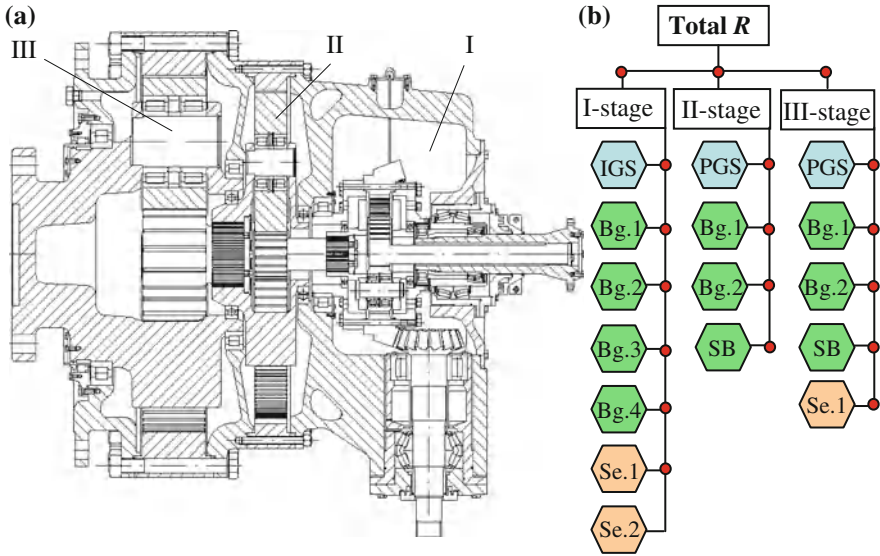 (a)
III
II
I
(b)
Total R
I-stage
II-stage
III-stage
IGS
PGS
PGS
Bg.1
Bg.1
Bg.1
Bg.2
Bg.2
Bg.2
Bg.3
SB
SB
Bg.4
Se.1
Se.1
Se.2